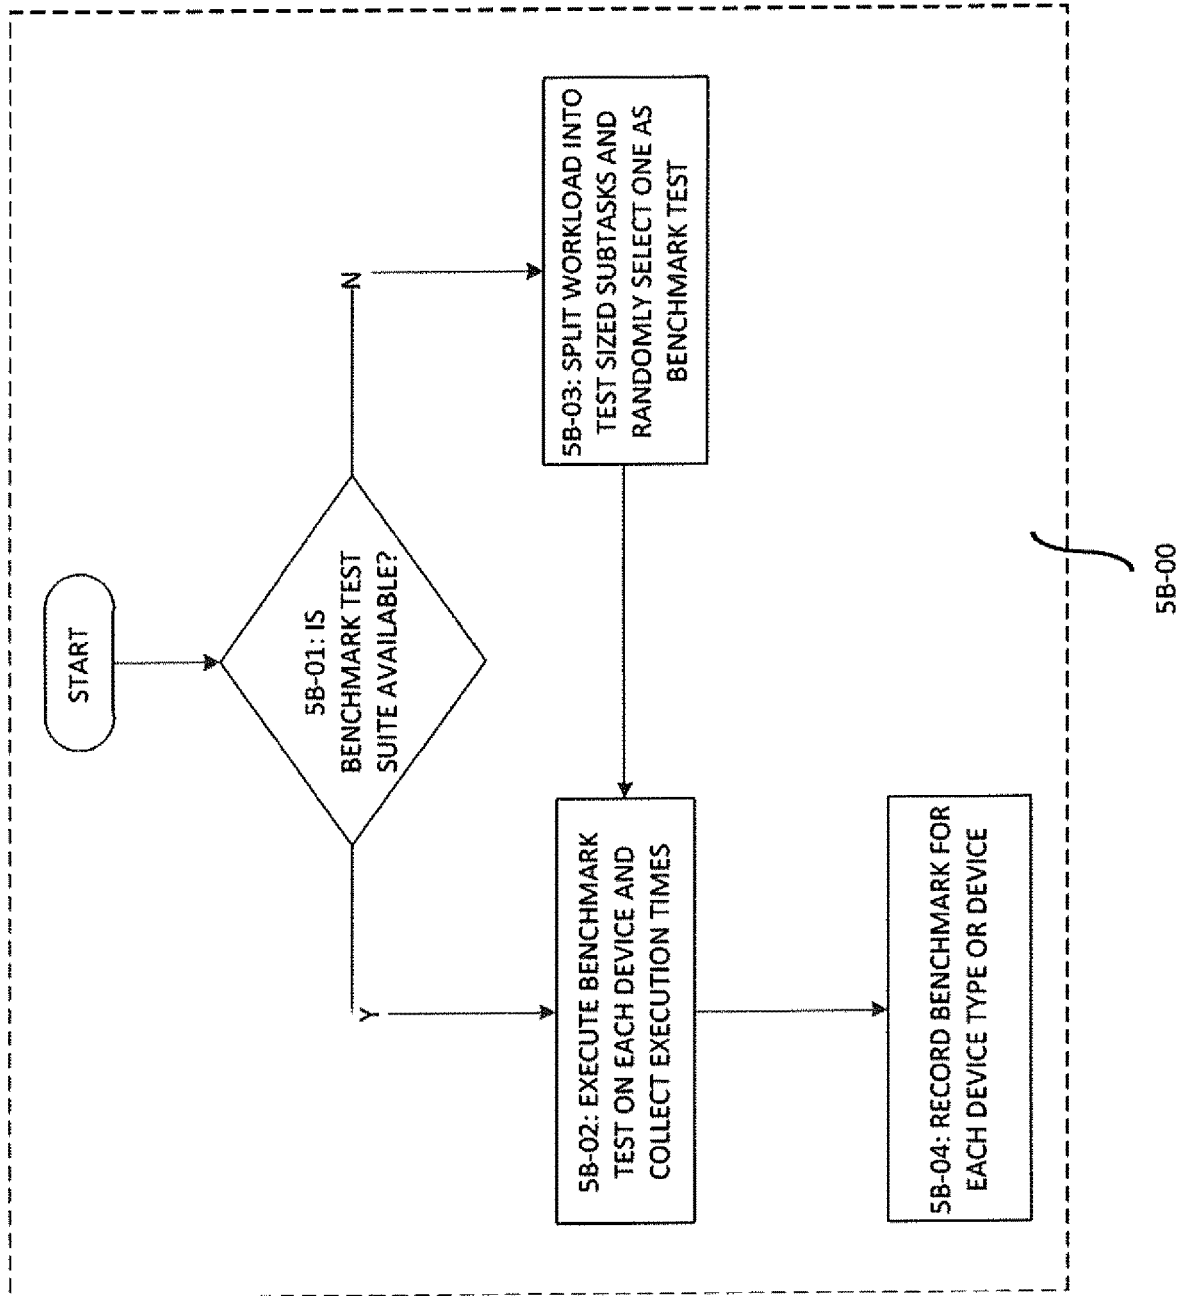 START
5B-01: IS
BENCHMARK TEST
SUITE AVAILABLE?
Y
N
5B-02: EXECUTE BENCHMARK
TEST ON EACH DEVICE AND
COLLECT EXECUTION TIMES
5B-03: SPLIT WORKLOAD INTO
TEST SIZED SUBTASKS AND
RANDOMLY SELECT ONE AS
BENCHMARK TEST
5B-04: RECORD BENCHMARK FOR
EACH DEVICE TYPE OR DEVICE
5B-00